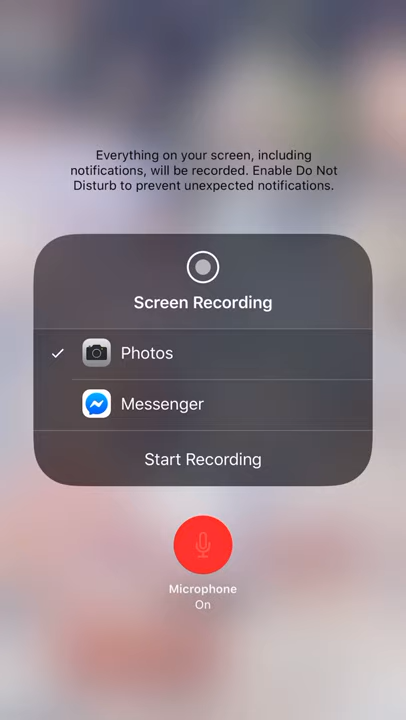 Everything on your screen, including
notifications, will be recorded. Enable Do Not
Disturb to prevent unexpected notifications.
Screen Recording
Photos
Messenger
Start Recording
Microphone
On